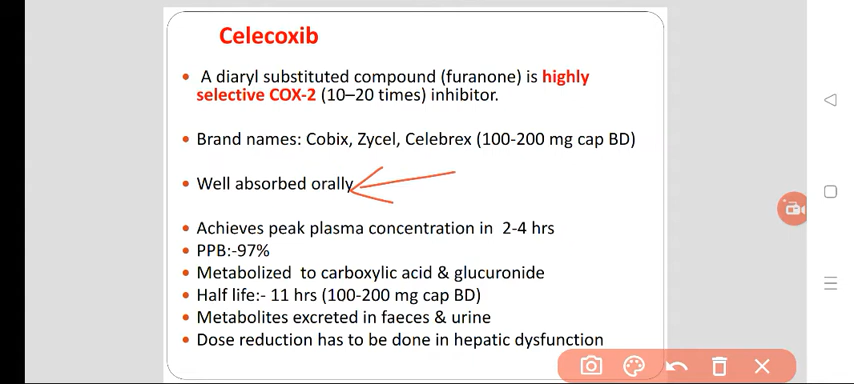 Celecoxib
A diaryl substituted compound (furanone) is highly
selective COX-2 (10–20 times) inhibitor.
Brand names: Cobix, Zycel, Celebrex (100-200 mg cap BD)
Well absorbed orally
Achieves peak plasma concentration in 2-4 hrs
PPB:-97%
Metabolized to carboxylic acid & glucuronide
Half life:- 11 hrs (100-200 mg cap BD)
Metabolites excreted in faeces & urine
Dose reduction has to be done in hepatic dysfunction